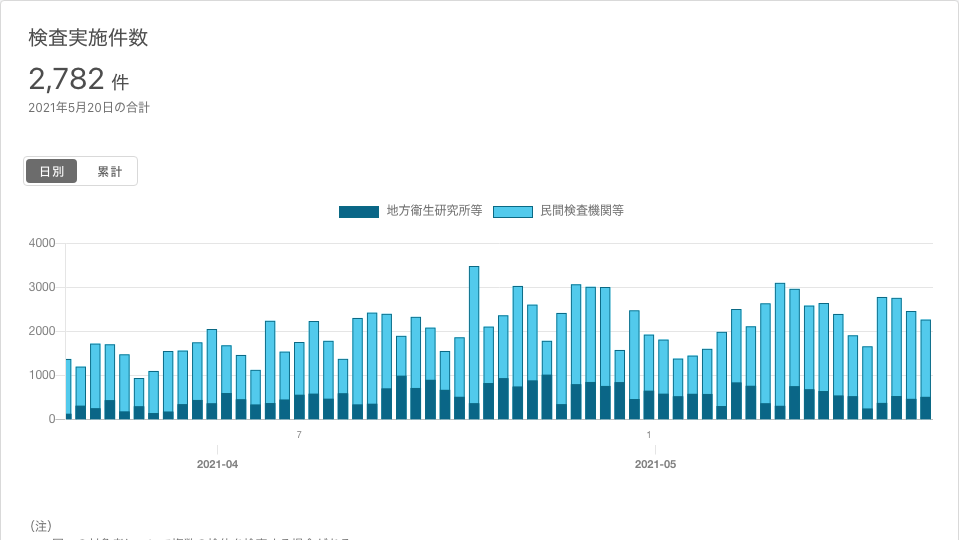 検査実施件数
2,782 件
2021年5月20日の合計
日別 累計
地方衛生研究所等 民間検査機関等
4000
3000
2000
1000
0
7 1
2021-04 2021-05
（注）